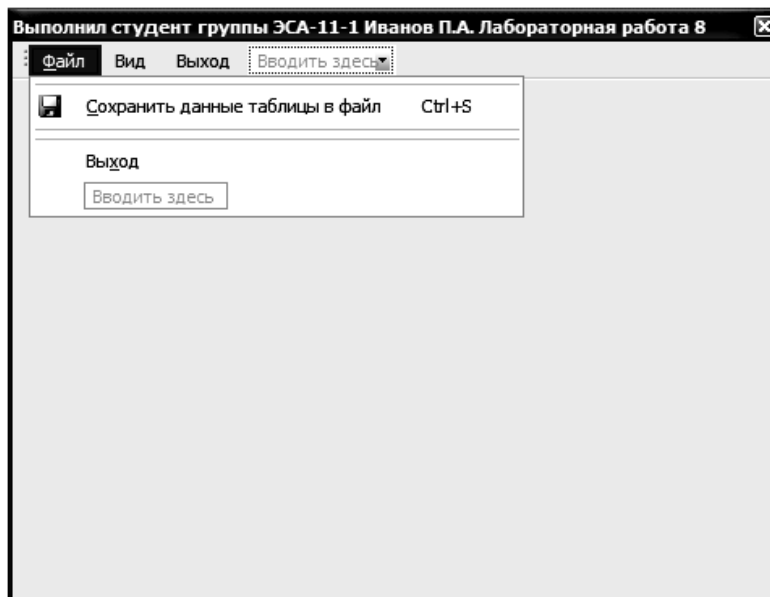 Выполнил студент группы ЭСА-11-1 Иванов П.А. Лабораторная работа 8
Файл Вид Выход Вводить здесь
Сохранить данные таблицы в файл Ctrl+S
Выход
Вводить здесь